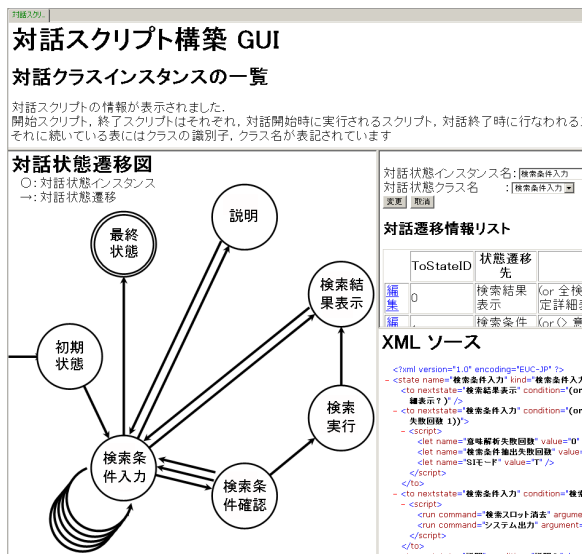 対話スクリ..
対話スクリプト構築 GUI
対話クラスインスタンスの一覧
対話スクリプトの情報が表示されました.
開始スクリプト, 終了スクリプトはそれぞれ, 対話開始時に実行されるスクリプト, 対話終了時に行なわれる
それに続いている表にはクラスの識別子, クラス名が表記されています
対話状態遷移図
○: 対話状態インスタンス
→: 対話状態遷移
最終
状態
説明
検索結
果表示
初期
状態
検索
実行
検索条
件入力
検索条
件確認
対話状態インスタンス名: 検索条件入力
対話状態クラス名 : 検索条件入力
変更 取消
対話遷移情報リスト
ToStateID 状態遷移先
編集 0 検索結果表示 (or 全検
定詳細
検索条件 (or (> 意
XML ソース
<?xml version="1.0" encoding="EUC-JP" ?>
- <state name="検索条件入力" kind="検索条件入力
<to nextstate="検索結果表示" condition="(or
細表示？)" />
- <to nextstate="検索条件入力" condition="(or
失敗回数 1))">
- <script>
<let name="意味解析失敗回数" value="0"
<let name="検索条件抽出失敗回数" value=
<let name="SIモード" value="T" />
</script>
</to>
- <to nextstate="検索条件入力" condition="検索
- <script>
<run command="検索スロット消去" argume
<run command="システム出力" argument=
</script>
</to>